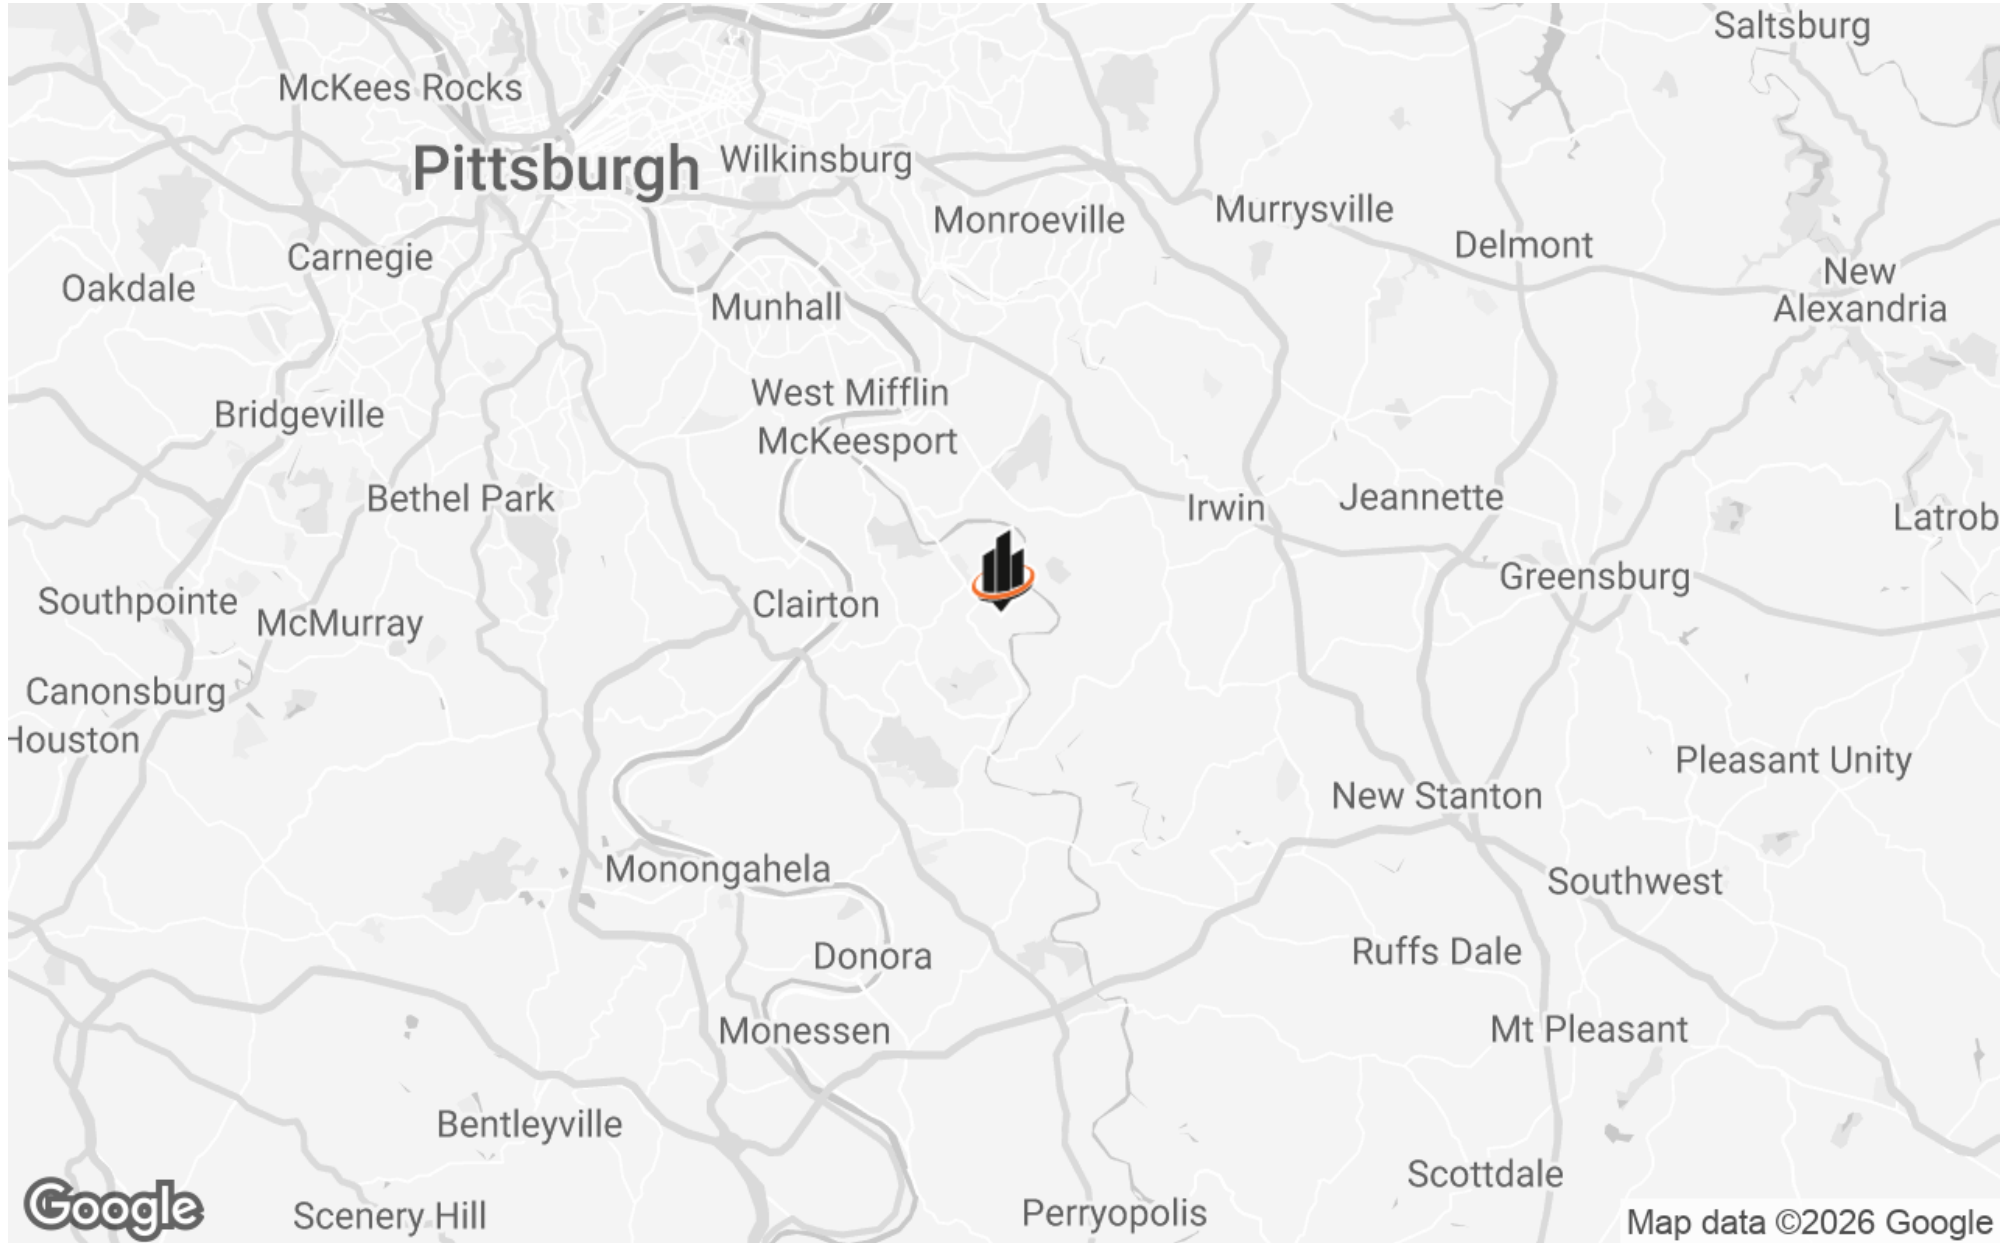 Saltsburg
McKees Rocks
Pittsburgh
Wilkinsburg
Monroeville
Murrysville
Delmont
Carnegie
Oakdale
New
Alexandria
Munhall
West Mifflin
Bridgeville
McKeesport
Bethel Park
Irwin
Jeannette
Latrob
Greensburg
Southpointe
Clairton
McMurray
Canonsburg
Houston
Pleasant Unity
New Stanton
Monongahela
Southwest
Donora
Ruffs Dale
Monessen
Mt Pleasant
Bentleyville
Scottdale
Google
Scenery Hill
Perryopolis
Map data ©2026 Google